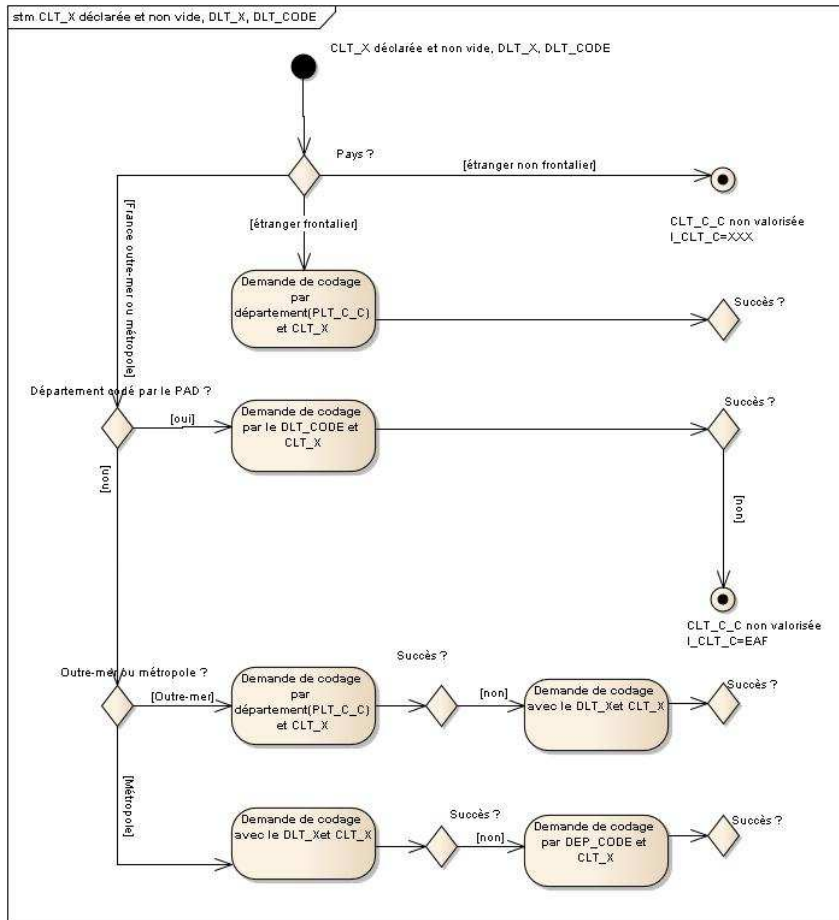 stm CLT_X déclarée et non vide, DLT_X, DLT_CODE
CLT_X déclarée et non vide, DLT_X, DLT_CODE
Pays ?
[étranger non frontalier]
[France outre-mer ou métropole]
[étranger frontalier]
CLT_C_C non valorisée
I_CLT_C=XXX
Demande de codage
par
département(PLT_C_C)
et CLT_X
Succès ?
Département codé par le PAD ?
[oui]
Demande de codage
par le DLT_CODE et
CLT_X
Succès ?
[non]
[non]
CLT_C_C non valorisée
I_CLT_C=EAF
Outre-mer ou métropole ?
[Outre-mer]
Demande de codage
par
département(PLT_C_C)
et CLT_X
Succès ?
[non]
Demande de codage
avec le DLT_Xet CLT_X
Succès ?
[Métropole]
Demande de codage
avec le DLT_Xet CLT_X
Succès ?
[non]
Demande de codage
par DEP_CODE et
CLT_X
Succès ?